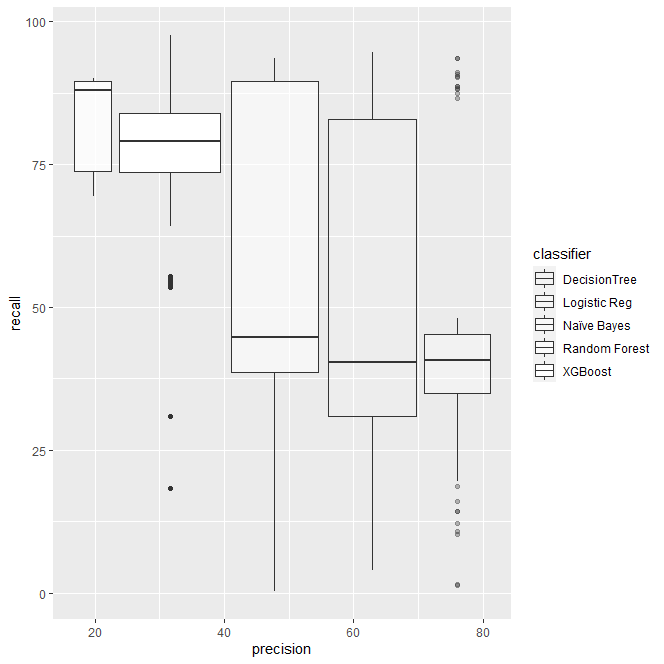 100
75
50
25
0
recall
20 40 60 80
precision
classifier
DecisionTree
Logistic Reg
Naïve Bayes
Random Forest
XGBoost